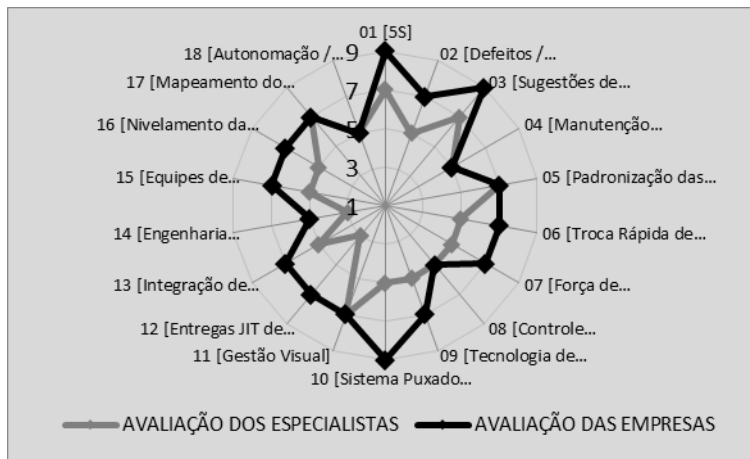 01 [5S]
02 [Defeitos /...
03 [Sugestões de...
04 [Manutenção...
05 [Padronização das...
06 [Troca Rápida de...
07 [Força de...
08 [Controle...
09 [Tecnologia de...
10 [Sistema Puxado...
11 [Gestão Visual]
12 [Entregas JIT de...
13 [Integração de...
14 [Engenharia...
15 [Equipes de...
16 [Nivelamento da...
17 [Mapeamento do...
18 [Autonomação /...
9
7
5
3
1
AVALIAÇÃO DOS ESPECIALISTAS
AVALIAÇÃO DAS EMPRESAS